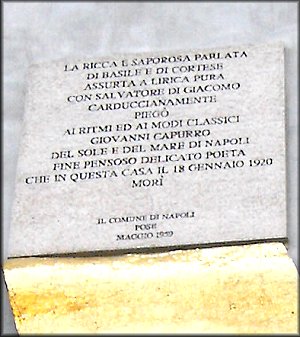 LA RICCA E SAPOROSA PARLATA
DI BASILE E DI CORTESE
ASSURTA A LIRICA PURA
CON SALVATORE DI GIACOMO
CARDUCCIANAMENTE
PIEGÒ
AI RITMI ED AI MODI CLASSICI
GIOVANNI CAPURRO
DEL SOLE E DEL MARE DI NAPOLI
FINE PENSOSO DELICATO POETA
CHE IN QUESTA CASA IL 18 GENNAIO 1920
MORÌ
IL COMUNE DI NAPOLI
POSE
MAGGIO 1959